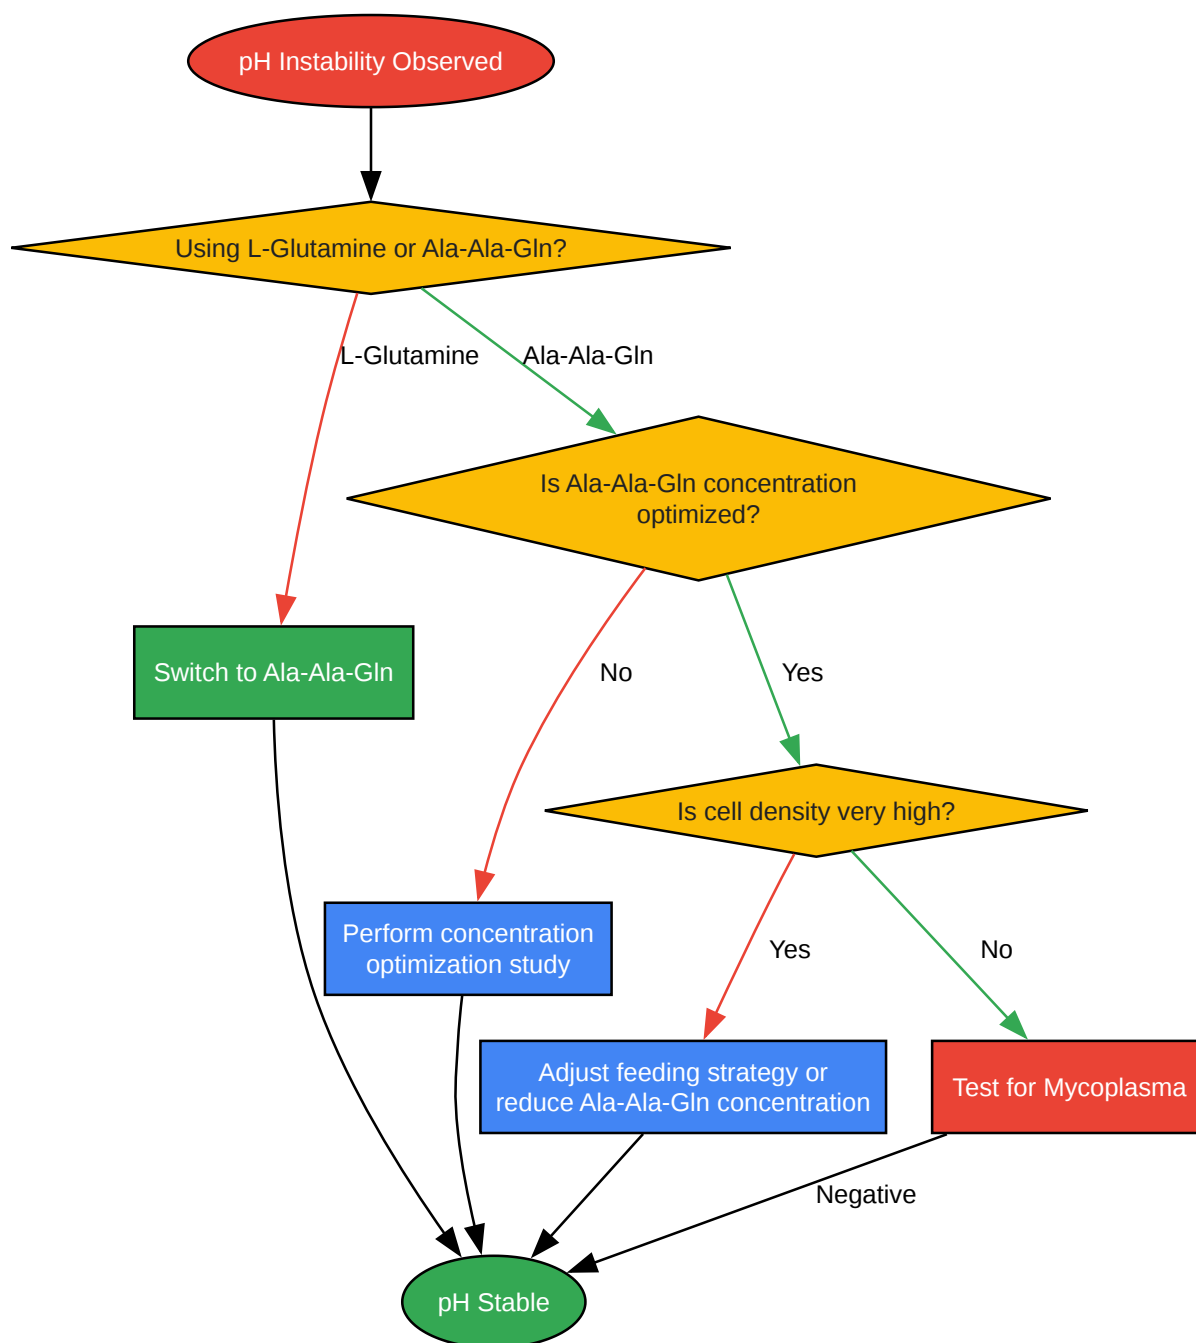 pH Instability Observed
Using L-Glutamine or Ala-Ala-Gln?
L-Glutamine
Ala-Ala-Gln
Is Ala-Ala-Gln concentration
optimized?
Switch to Ala-Ala-Gln
No
Yes
Is cell density very high?
Perform concentration
optimization study
Yes
No
Adjust feeding strategy or
reduce Ala-Ala-Gln concentration
Test for Mycoplasma
Negative
pH Stable